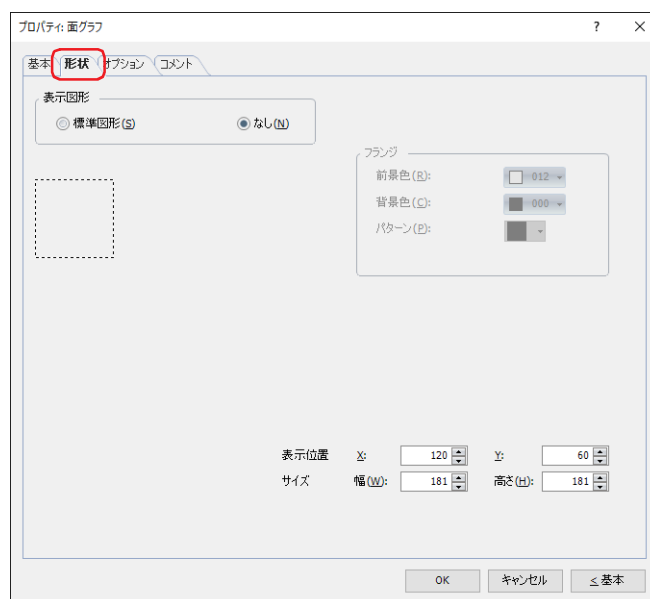 プロパティ: 面グラフ ? ×
基本 形状 オプション コメント
表示図形
標準図形(S) なし(N)
フランジ
前景色(R): 012
背景色(C): 000
パターン(P):
表示位置 X: 120 Y: 60
サイズ 幅(W): 181 高さ(H): 181
OK キャンセル < 基本